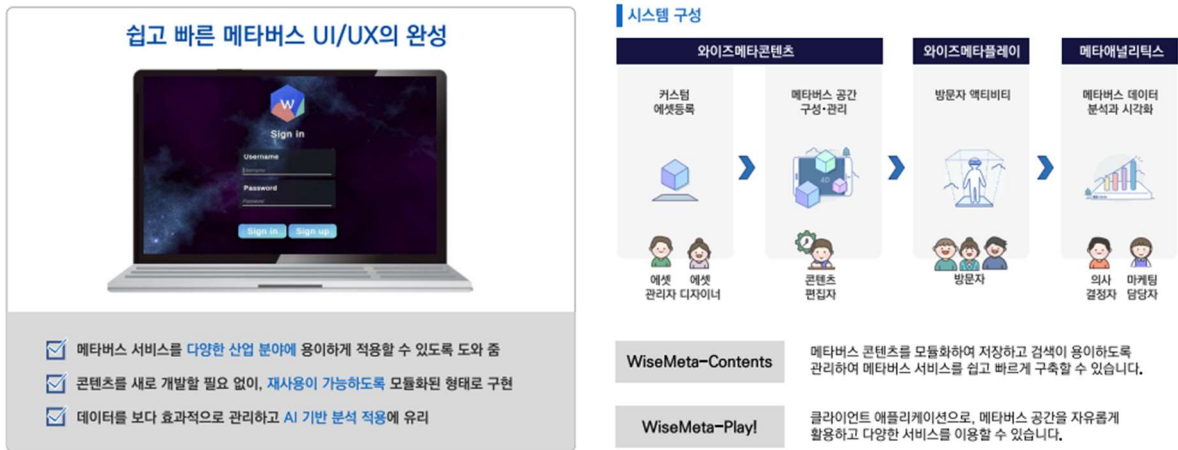 쉽고 빠른 메타버스 UI/UX의 완성
W
Sign in
Username
Username
Password
Password
Sign in Sign up
메타버스 서비스를 다양한 산업 분야에 용이하게 적용할 수 있도록 도와 줌
콘텐츠를 새로 개발할 필요 없이, 재사용이 가능하도록 모듈화된 형태로 구현
데이터를 보다 효과적으로 관리하고 AI 기반 분석 적용에 유리
시스템 구성
와이즈메타콘텐츠 와이즈메타플레이 메타애널리틱스
커스텀
에셋등록
메타버스 공간
구성·관리
방문자 액티비티
메타버스 데이터
분석과 시각화
4D
에셋
관리자
에셋
디자이너
콘텐츠
편집자
방문자
의사
결정자
마케팅
담당자
WiseMeta-Contents
메타버스 콘텐츠를 모듈화하여 저장하고 검색이 용이하도록
관리하여 메타버스 서비스를 쉽고 빠르게 구축할 수 있습니다.
WiseMeta-Play!
클라이언트 애플리케이션으로, 메타버스 공간을 자유롭게
활용하고 다양한 서비스를 이용할 수 있습니다.